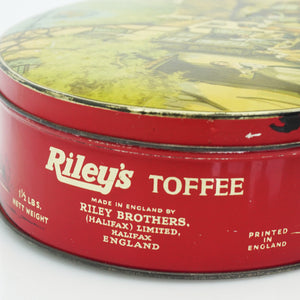 Riley's TOFFEE
1½ LBS.
NETT WEIGHT
MADE IN ENGLAND BY
RILEY BROTHERS,
(HALIFAX) LIMITED,
HALIFAX
ENGLAND
PRINTED
IN
ENGLAND